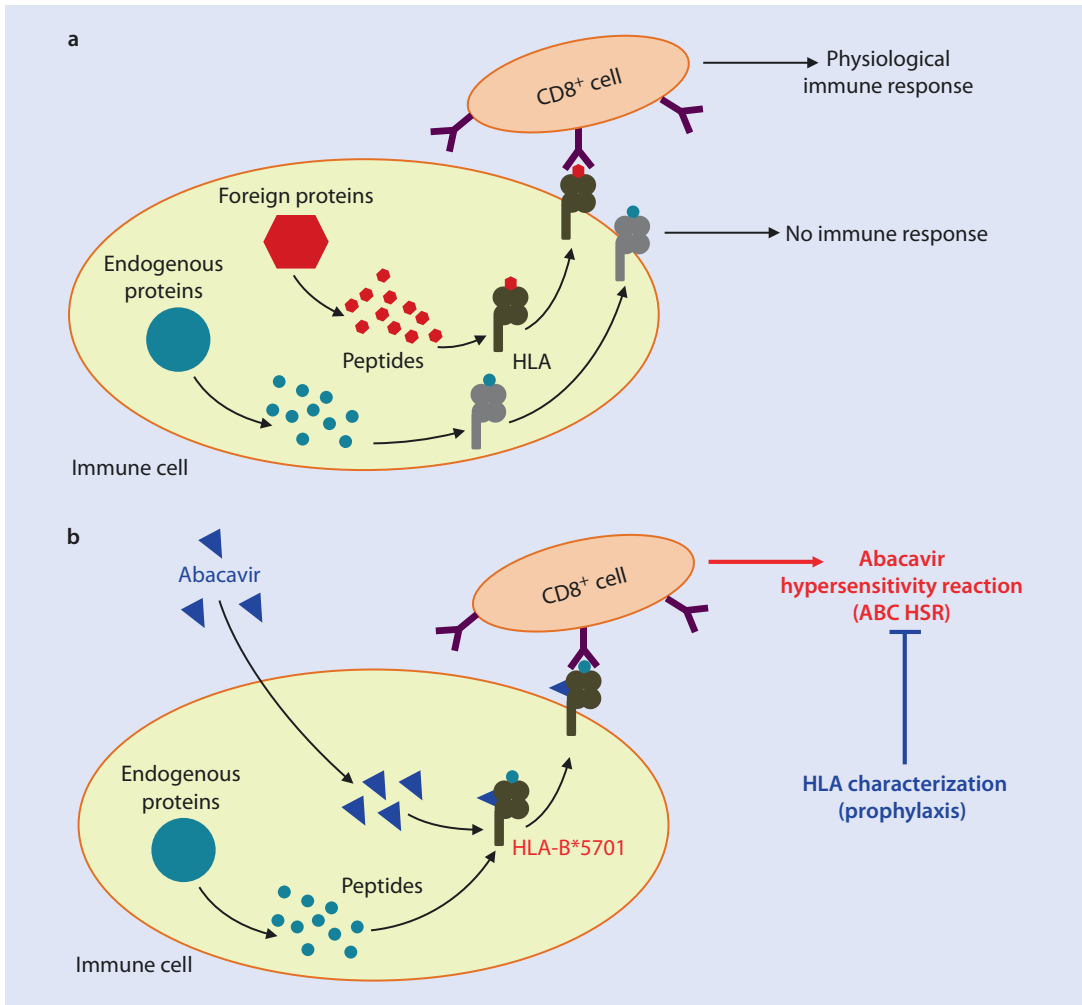 a
CD8⁺ cell
Physiological
immune response
Foreign proteins
No immune response
Endogenous
proteins
Peptides
HLA
Immune cell
b
Abacavir
CD8⁺ cell
Abacavir
hypersensitivity reaction
(ABC HSR)
Endogenous
proteins
HLA characterization
(prophylaxis)
HLA-B*5701
Peptides
Immune cell